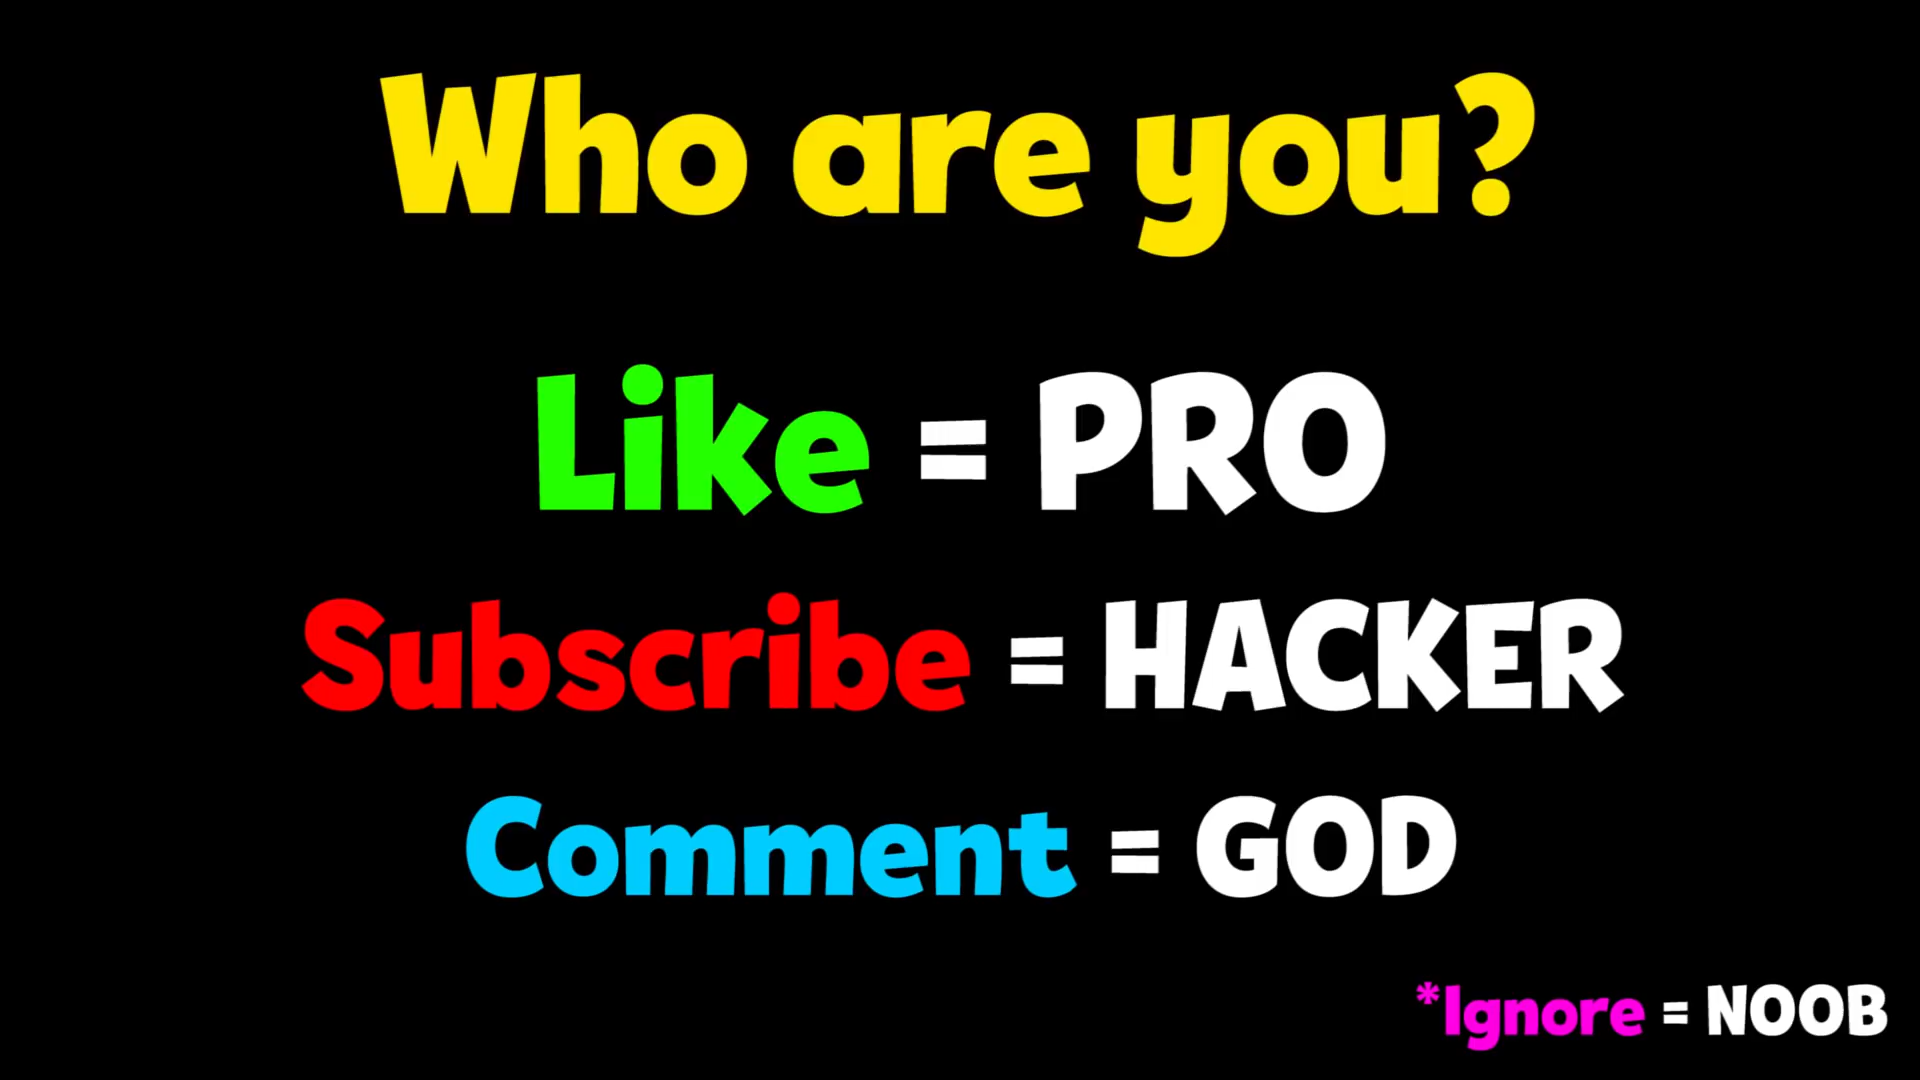 Who are you?
Like = PRO
Subscribe = HACKER
Comment = GOD
*Ignore = NOOB